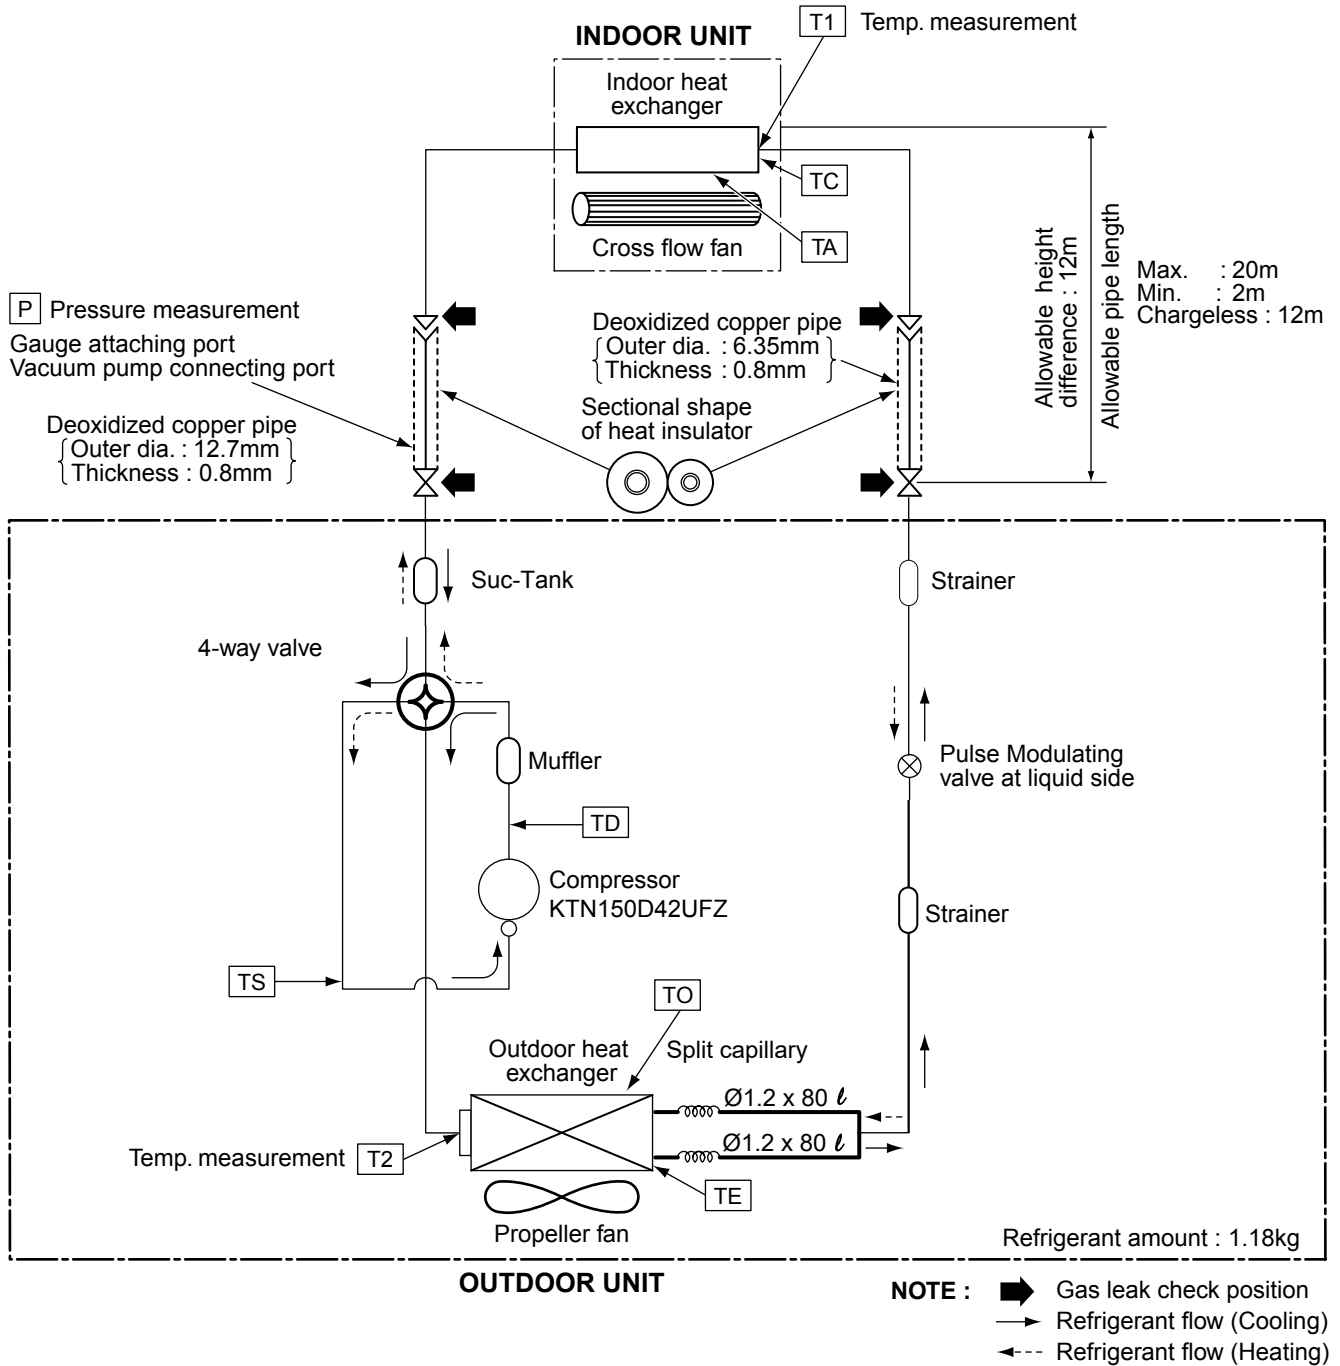 T1 Temp. measurement
INDOOR UNIT
Indoor heat
exchanger
TC
Cross flow fan
TA
Allowable height
difference : 12m
Allowable pipe length
Max. : 20m
Min. : 2m
Chargeless : 12m
P Pressure measurement
Gauge attaching port
Vacuum pump connecting port
Deoxidized copper pipe
Outer dia. : 12.7mm
Thickness : 0.8mm
Deoxidized copper pipe
Outer dia. : 6.35mm
Thickness : 0.8mm
Sectional shape
of heat insulator
Suc-Tank
Strainer
4-way valve
Muffler
Pulse Modulating
valve at liquid side
TD
Compressor
KTN150D42UFZ
Strainer
TS
TO
Outdoor heat
exchanger
Split capillary
Ø1.2 x 80 ℓ
Ø1.2 x 80 ℓ
Temp. measurement T2
TE
Propeller fan
Refrigerant amount : 1.18kg
OUTDOOR UNIT
NOTE : Gas leak check position
Refrigerant flow (Cooling)
Refrigerant flow (Heating)